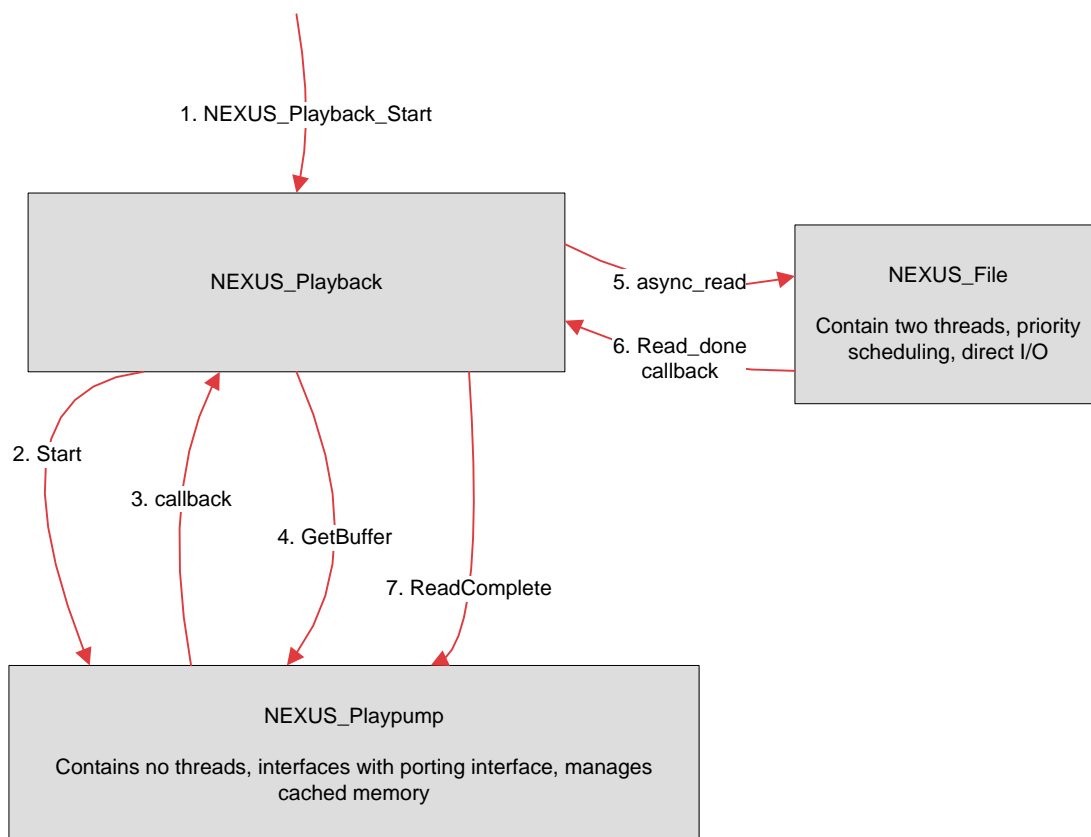 1. NEXUS_Playback_Start
NEXUS_Playback
5. async_read
NEXUS_File
Contain two threads, priority
scheduling, direct I/O
6. Read_done
callback
2. Start
3. callback
4. GetBuffer
7. ReadComplete
NEXUS_Playpump
Contains no threads, interfaces with porting interface, manages
cached memory